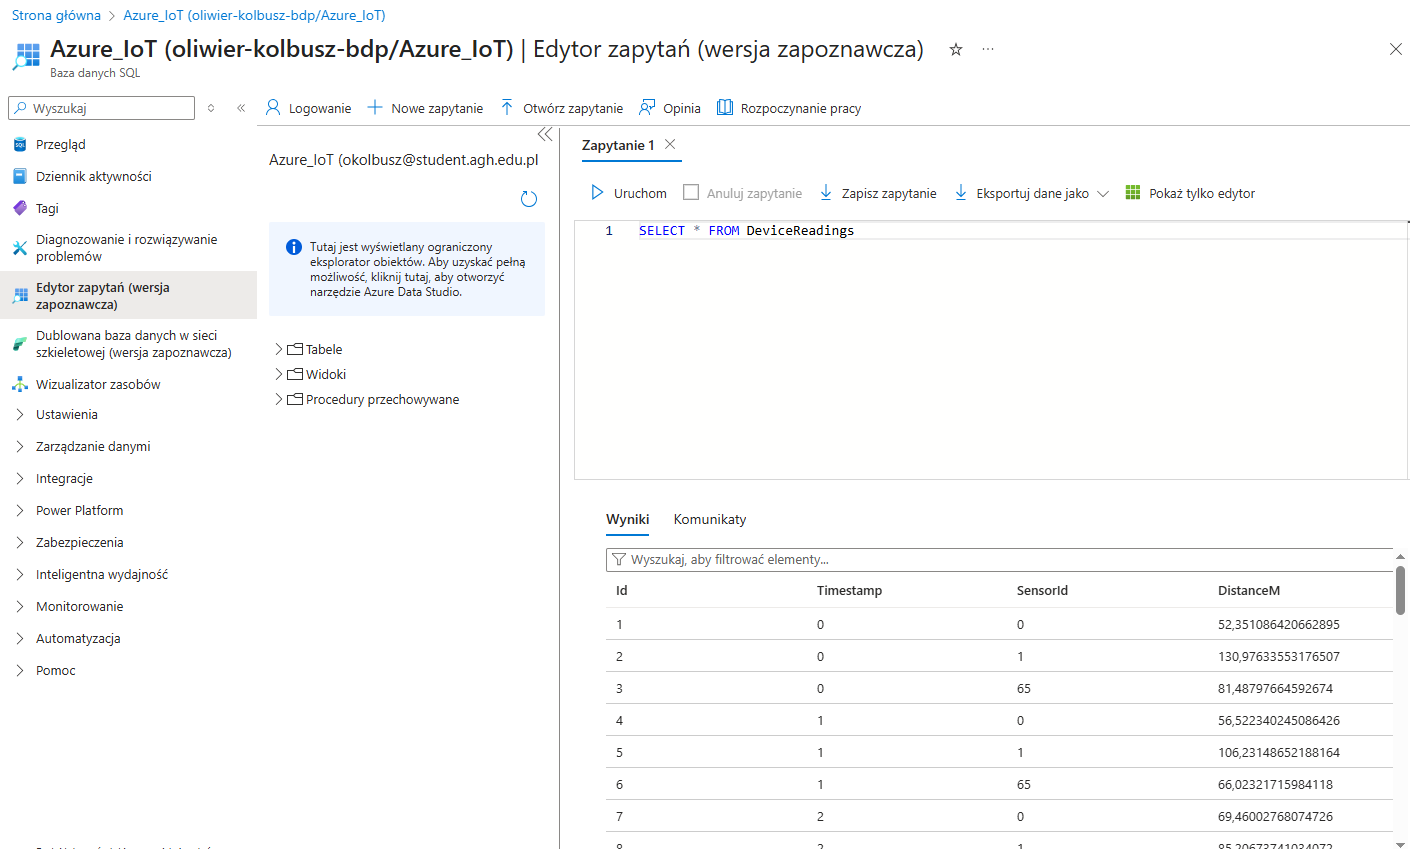 Strona główna > Azure_IoT (oliwier-kolbusz-bdp/Azure_IoT)
Azure_IoT (oliwier-kolbusz-bdp/Azure_IoT) | Edytor zapytań (wersja zapoznawcza)
Baza danych SQL
Wyszukaj
Logowanie Nowe zapytanie Otwórz zapytanie Opinia Rozpoczynanie pracy
Przegląd
Dziennik aktywności
Tagi
Diagnozowanie i rozwiązywanie
problemów
Edytor zapytań (wersja
zapoznawcza)
Dublowana baza danych w sieci
szkieletowej (wersja zapoznawcza)
Wizualizator zasobów
Ustawienia
Zarządzanie danymi
Integracje
Power Platform
Zabezpieczenia
Inteligentna wydajność
Monitorowanie
Automatyzacja
Pomoc
Azure_IoT (okolbusz@student.agh.edu.pl
Tutaj jest wyświetlany ograniczony
eksplorator obiektów. Aby uzyskać pełną
możliwość, kliknij tutaj, aby otworzyć
narzędzie Azure Data Studio.
Tabele
Widoki
Procedury przechowywane
Zapytanie 1
Uruchom Anuluj zapytanie Zapisz zapytanie Eksportuj dane jako Pokaż tylko edytor
1 SELECT * FROM DeviceReadings
Wyniki Komunikaty
Wyszukaj, aby filtrować elementy...
Id Timestamp SensorId DistanceM
1 0 0 52,351086420662895
2 0 1 130,97633553176507
3 0 65 81,48797664592674
4 1 0 56,522340245086426
5 1 1 106,23148652188164
6 1 65 66,02321715984118
7 2 0 69,46002768074726
8 2 1 85,20673741034072